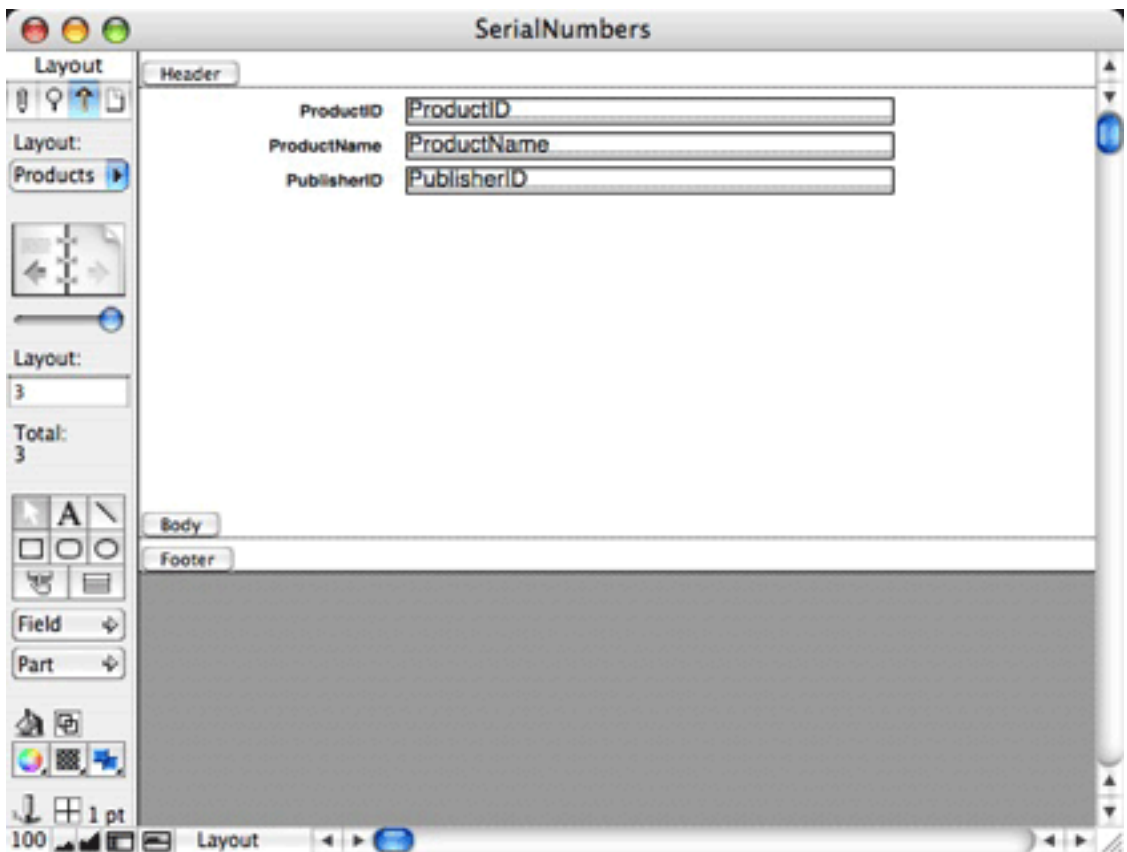 SerialNumbers
Layout
Header
ProductID ProductID
Layout:
ProductName ProductName
Products
PublisherID PublisherID
Layout:
3
Total:
3
A
Body
Footer
Field
Part
1 pt
100 Layout